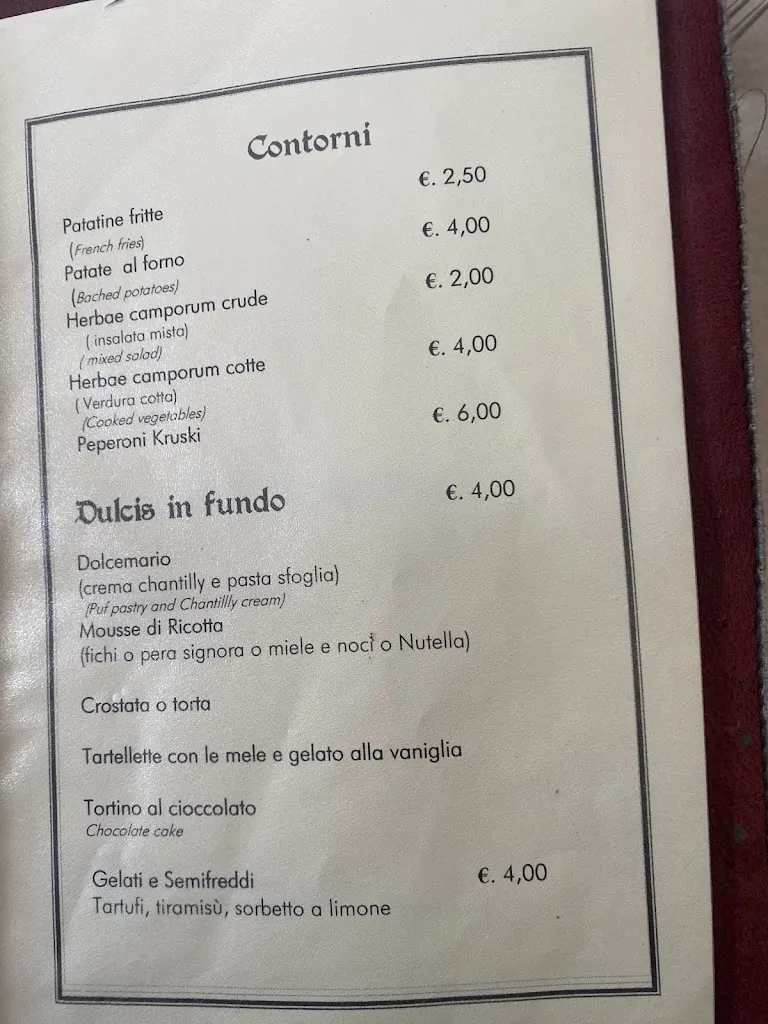 Contorni
Patatine fritte € . 2,50
(French fries)
Patate al forno € . 4,00
(Bached potatoes)
Herbae camporum crude € . 2,00
( insalata mista)
( mixed salad)
Herbae camporum cotte € . 4,00
( Verdura cotta)
(Cooked vegetables)
Peperoni Kruski € . 6,00
Dulcis in fundo € . 4,00
Dolcemario
(crema chantilly e pasta sfoglia)
(Puf pastry and Chantillly cream)
Mousse di Ricotta
(fichi o pera signora o miele e noci o Nutella)
Crostata o torta
Tartellette con le mele e gelato alla vaniglia
Tortino al cioccolato
Chocolate cake
Gelati e Semifreddi € . 4,00
Tartufi, tiramisù, sorbetto a limone